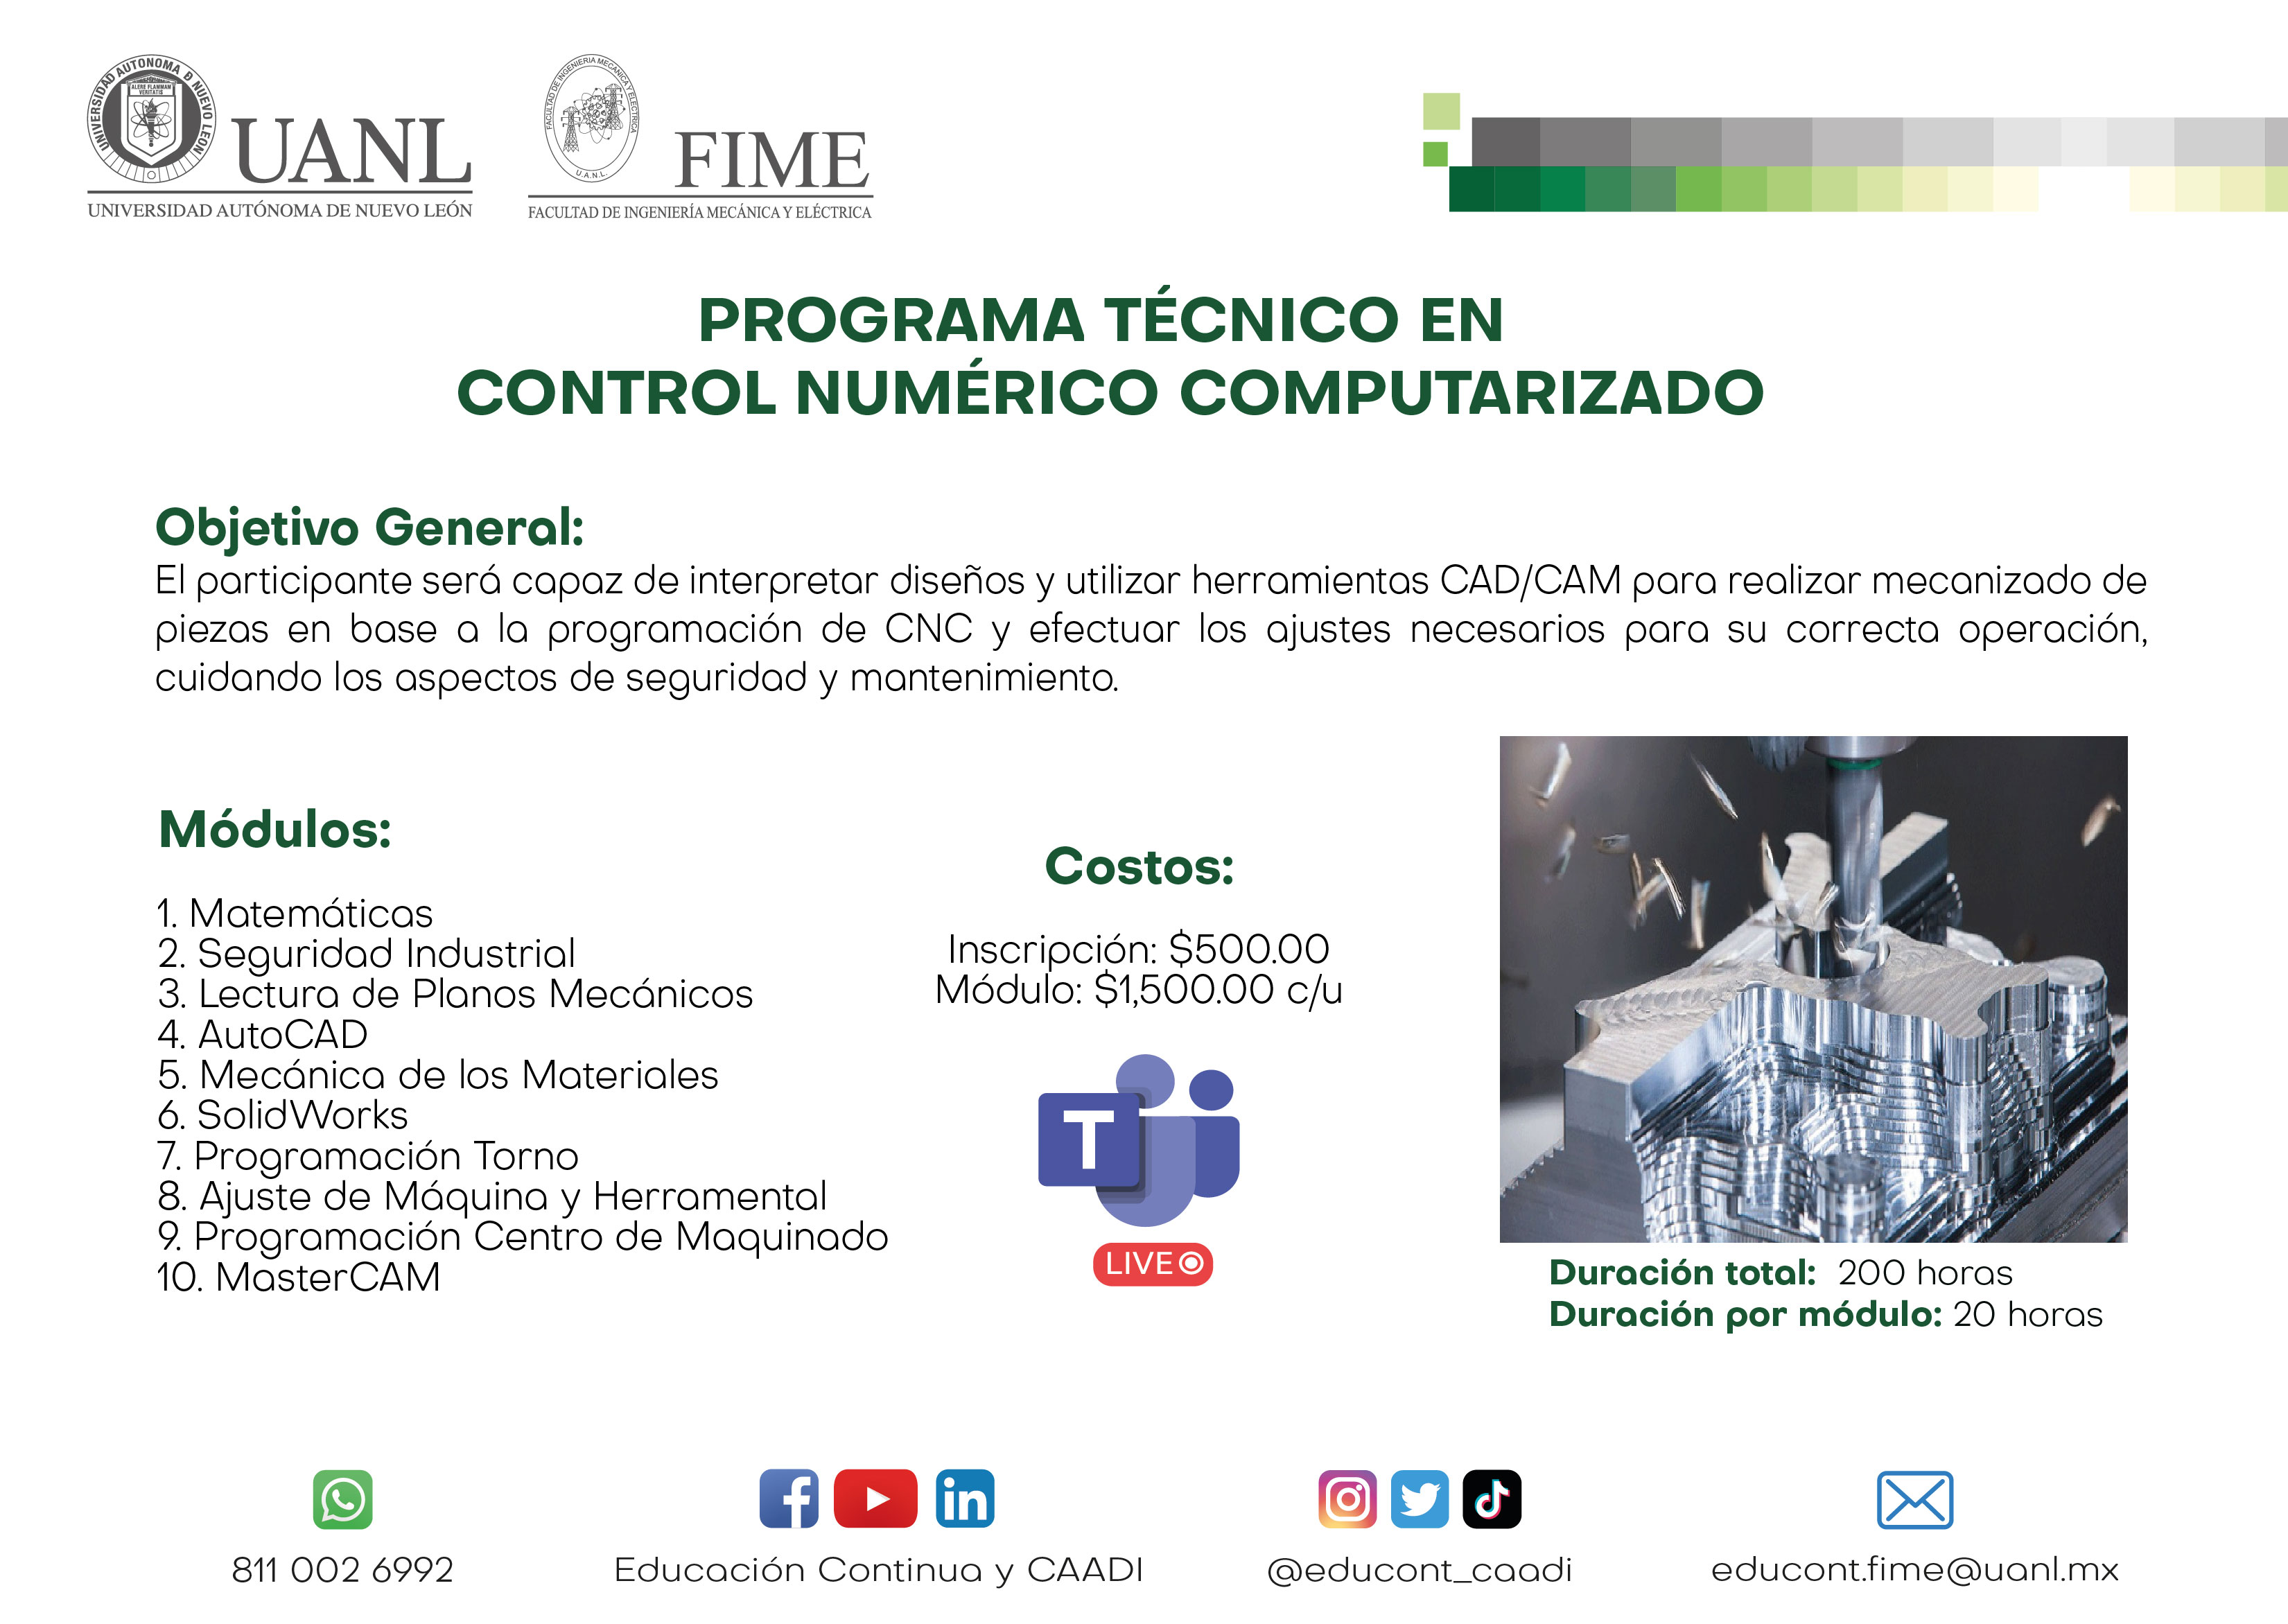 UNIVERSIDAD AUTONOMA D NUEVO LEON
ALERE FLAMMAM
VERITATIS
UANL
UNIVERSIDAD AUTÓNOMA DE NUEVO LEÓN
FACULTAD DE INGENIERIA MECANICA Y ELECTRICA
U.A.N.L.
FIME
FACULTAD DE INGENIERÍA MECÁNICA Y ELÉCTRICA
PROGRAMA TÉCNICO EN
CONTROL NUMÉRICO COMPUTARIZADO
Objetivo General:
El participante será capaz de interpretar diseños y utilizar herramientas CAD/CAM para realizar mecanizado de
piezas en base a la programación de CNC y efectuar los ajustes necesarios para su correcta operación,
cuidando los aspectos de seguridad y mantenimiento.
Módulos:
1. Matemáticas
2. Seguridad Industrial
3. Lectura de Planos Mecánicos
4. AutoCAD
5. Mecánica de los Materiales
6. SolidWorks
7. Programación Torno
8. Ajuste de Máquina y Herramental
9. Programación Centro de Maquinado
10. MasterCAM
Costos:
Inscripción: $500.00
Módulo: $1,500.00 c/u
T
LIVE
Duración total: 200 horas
Duración por módulo: 20 horas
811 002 6992
Educación Continua y CAADI
@educont_caadi
educont.fime@uanl.mx